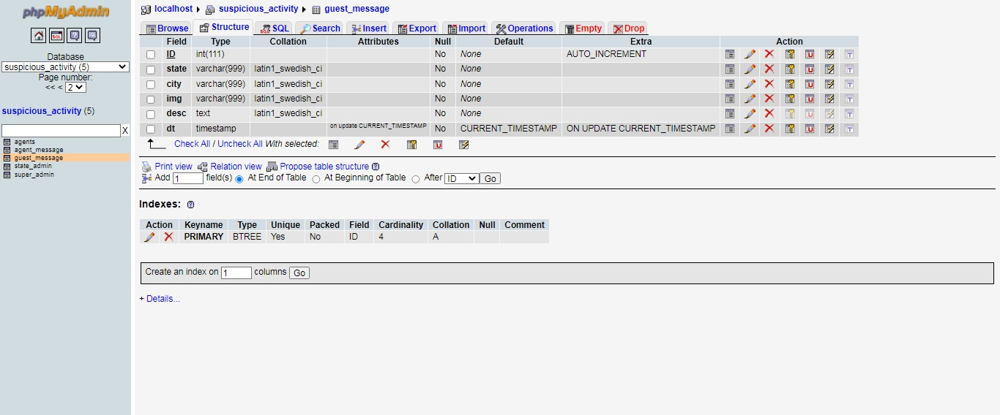 phpMyAdmin
SQL
Database
suspicious_activity (5)
Page number:
<< < 2
suspicious_activity (5)
X
agents
agent_message
guest_message
state_admin
super_admin
localhost suspicious_activity guest_message
Browse Structure SQL Search Insert Export Import Operations Empty Drop
Field Type Collation Attributes Null Default Extra Action
ID int(111) No None AUTO_INCREMENT
state varchar(999) latin1_swedish_ci No None
city varchar(999) latin1_swedish_ci No None
img varchar(999) latin1_swedish_ci No None
desc text latin1_swedish_ci No None
dt timestamp on update CURRENT_TIMESTAMP No CURRENT_TIMESTAMP ON UPDATE CURRENT_TIMESTAMP
Check All / Uncheck All With selected:
Print view Relation view Propose table structure
Add 1 field(s) At End of Table At Beginning of Table After ID Go
Indexes:
Action Keyname Type Unique Packed Field Cardinality Collation Null Comment
PRIMARY BTREE Yes No ID 4 A
Create an index on 1 columns Go
+ Details...